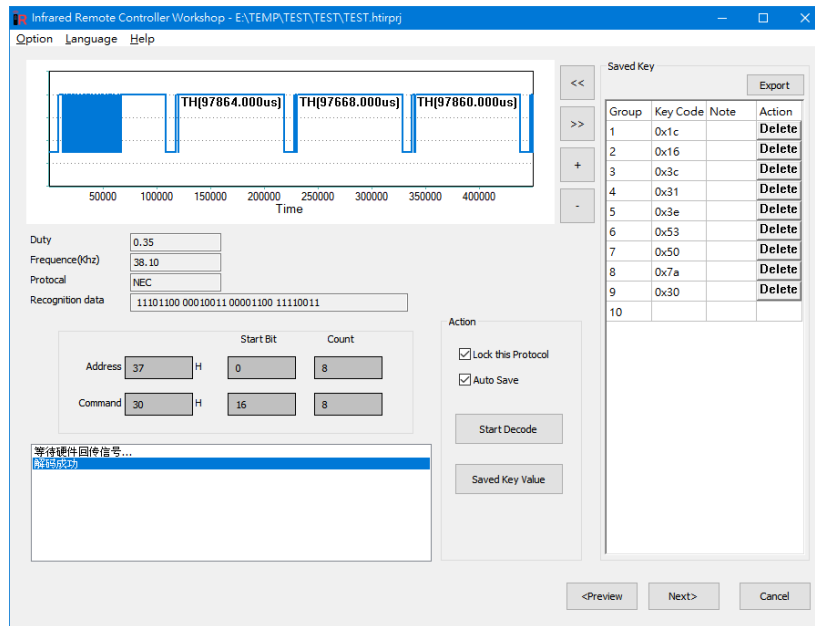 Infrared Remote Controller Workshop - E:\TEMP\TEST\TEST\TEST.htirprj
Option Language Help
TH(97864.000us) TH(97668.000us) TH(97860.000us)
50000 100000 150000 200000 250000 300000 350000 400000
Time
<<
>>
+
-
Duty 0.35
Frequence(Khz) 38.10
Protocal NEC
Recognition data 11101100 00010011 00001100 11110011
Start Bit Count
Address 37 H 0 8
Command 30 H 16 8
等待硬件回传信号...
解码成功
Action
Lock this Protocol
Auto Save
Start Decode
Saved Key Value
Saved Key
Export
Group Key Code Note Action
1 0x1c Delete
2 0x16 Delete
3 0x3c Delete
4 0x31 Delete
5 0x3e Delete
6 0x53 Delete
7 0x50 Delete
8 0x7a Delete
9 0x30 Delete
10
<Preview Next> Cancel